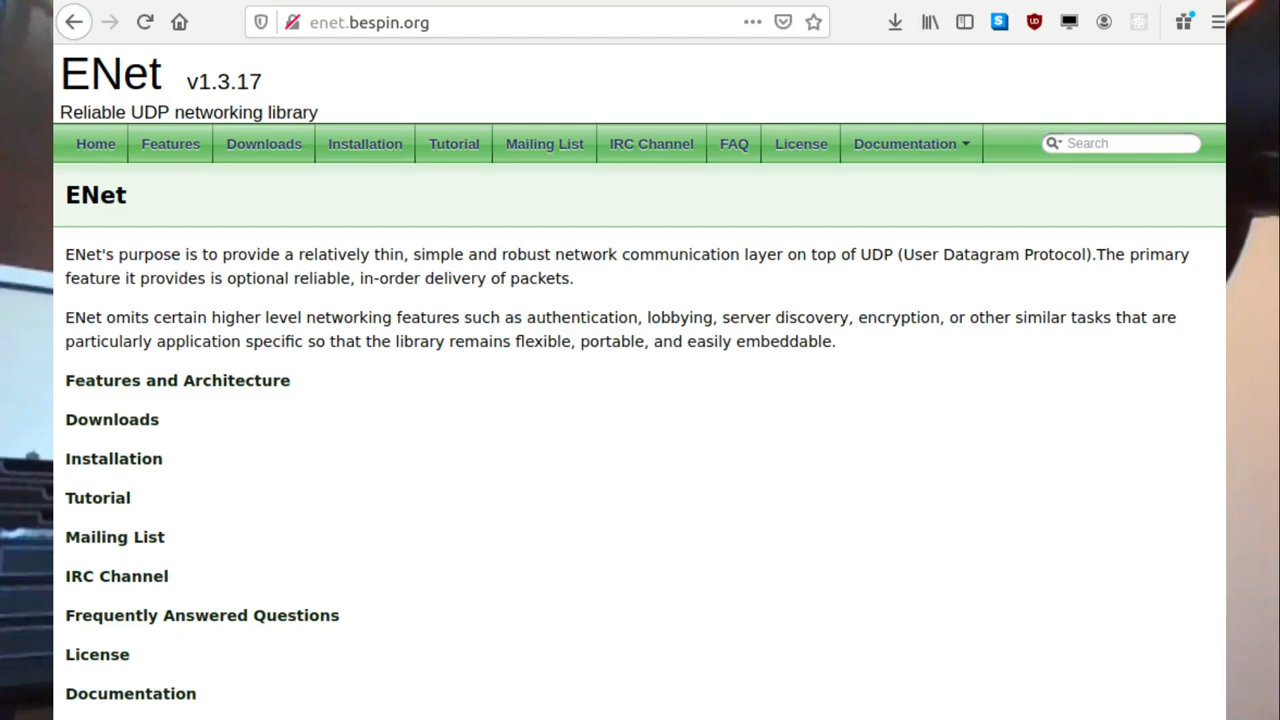 enet.bespin.org
ENet v1.3.17
Reliable UDP networking library
Home Features Downloads Installation Tutorial Mailing List IRC Channel FAQ License Documentation Search
ENet
ENet's purpose is to provide a relatively thin, simple and robust network communication layer on top of UDP (User Datagram Protocol).The primary
feature it provides is optional reliable, in-order delivery of packets.
ENet omits certain higher level networking features such as authentication, lobbying, server discovery, encryption, or other similar tasks that are
particularly application specific so that the library remains flexible, portable, and easily embeddable.
Features and Architecture
Downloads
Installation
Tutorial
Mailing List
IRC Channel
Frequently Answered Questions
License
Documentation